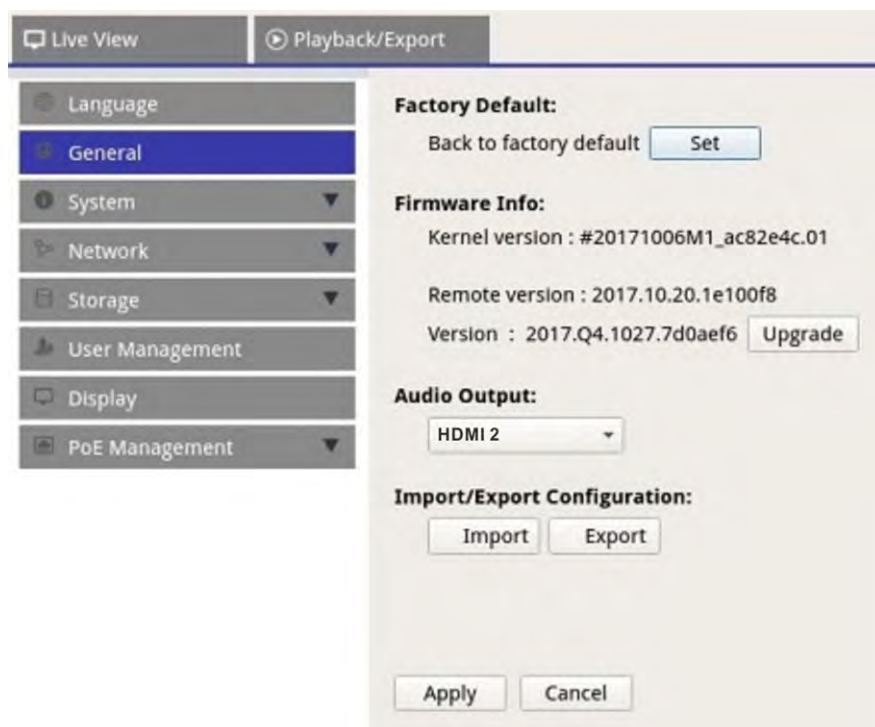 Live View
Playback/Export
Language
General
System
Network
Storage
User Management
Display
PoE Management
Factory Default:
Back to factory default Set
Firmware Info:
Kernel version : #20171006M1_ac82e4c.01
Remote version : 2017.10.20.1e100f8
Version : 2017.Q4.1027.7d0aef6 Upgrade
Audio Output:
HDMI 2
Import/Export Configuration:
Import Export
Apply Cancel